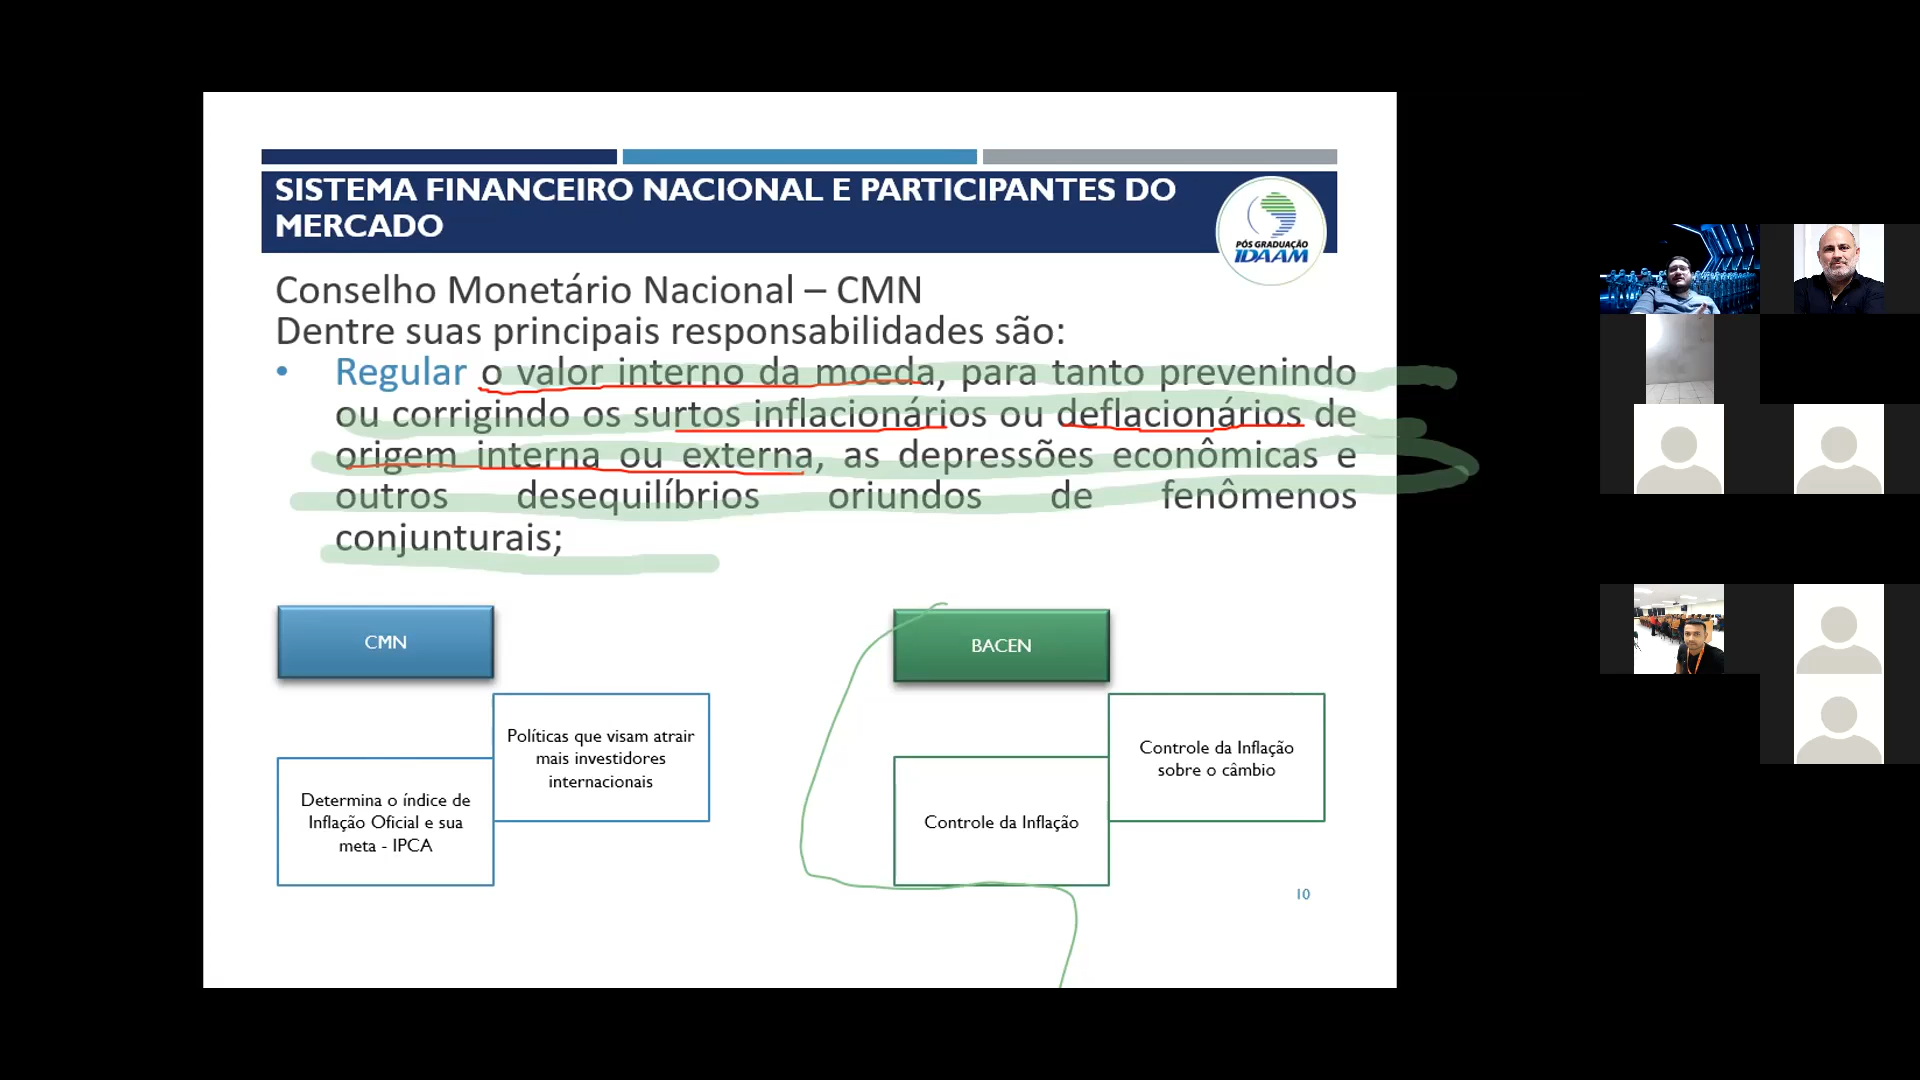 SISTEMA FINANCEIRO NACIONAL E PARTICIPANTES DO
MERCADO
PÓS GRADUAÇÃO
IDAAM
Conselho Monetário Nacional – CMN
Dentre suas principais responsabilidades são:
• Regular o valor interno da moeda, para tanto prevenindo
ou corrigindo os surtos inflacionários ou deflacionários de
origem interna ou externa, as depressões econômicas e
outros desequilíbrios oriundos de fenômenos
conjunturais;
CMN
Políticas que visam atrair
mais investidores
internacionais
Determina o índice de
Inflação Oficial e sua
meta - IPCA
BACEN
Controle da Inflação
sobre o câmbio
Controle da Inflação
10